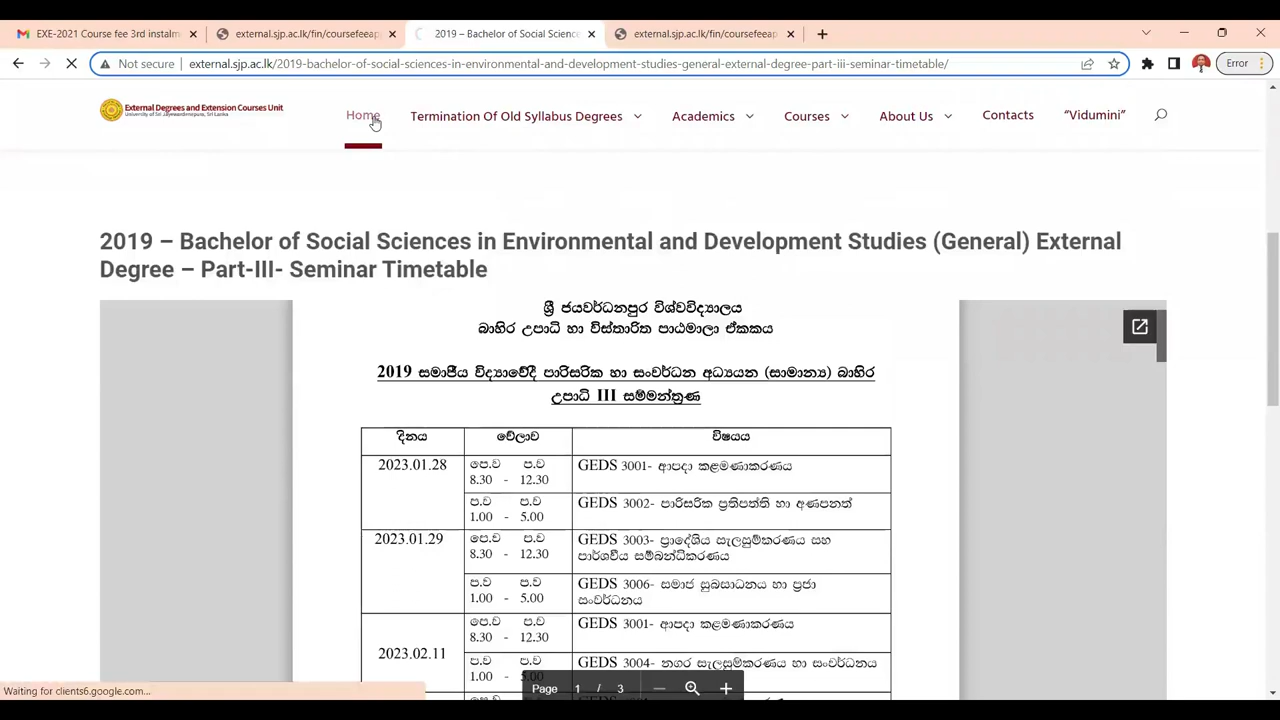 EXE-2021 Course fee 3rd instalm
external.sjp.ac.lk/fin/coursefeeap
2019 – Bachelor of Social Science
external.sjp.ac.lk/fin/coursefeeap
Not secure
external.sjp.ac.lk/2019-bachelor-of-social-sciences-in-environmental-and-development-studies-general-external-degree-part-iii-seminar-timetable/
Error
External Degrees and Extension Courses Unit
University of Sri Jayewardenepura, Sri Lanka
Home
Termination Of Old Syllabus Degrees
Academics
Courses
About Us
Contacts
“Vidumini”
2019 – Bachelor of Social Sciences in Environmental and Development Studies (General) External
Degree – Part-III- Seminar Timetable
ශ්‍රී ජයවර්ධනපුර විශ්වවිද්‍යාලය
බාහිර උපාධි හා විස්තාරිත පාඨමාලා ඒකකය
2019 සමාජීය විද්‍යාවේදී පාරිසරික හා සංවර්ධන අධ්‍යයන (සාමාන්‍ය) බාහිර
උපාධි III සම්මන්ත්‍රණ
දිනය වේලාව විෂයය
2023.01.28 පෙ.ව ප.ව GEDS 3001- ආපදා කළමණාකරණය
8.30 - 12.30
ප.ව ප.ව GEDS 3002- පාරිසරික ප්‍රතිපත්ති හා අණපනත්
1.00 - 5.00
2023.01.29 පෙ.ව ප.ව GEDS 3003- ප්‍රාදේශිය සැලසුම්කරණය සහ
8.30 - 12.30 පාර්ශවීය සම්බන්ධිකරණය
ප.ව ප.ව GEDS 3006- සමාජ සුබසාධනය හා ප්‍රජා
1.00 - 5.00 සංවර්ධනය
පෙ.ව ප.ව GEDS 3001- ආපදා කළමණාකරණය
8.30 - 12.30
2023.02.11
ප.ව ප.ව GEDS 3004- නගර සැලසුම්කරණය හා සංවර්ධනය
1.00 - 5.00
Page 1 / 3
Waiting for clients6.google.com...